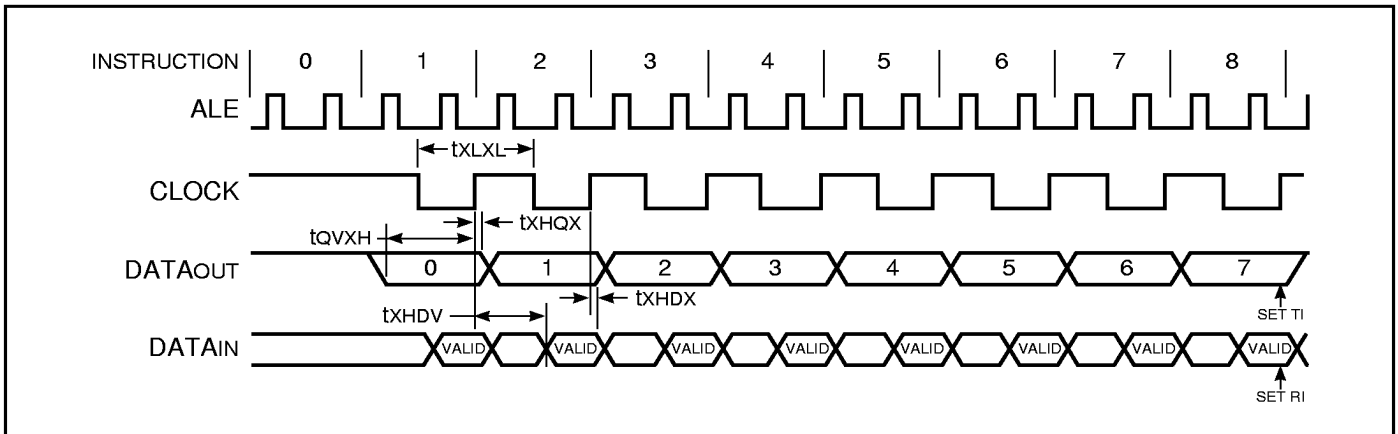 INSTRUCTION 0 1 2 3 4 5 6 7 8
ALE
tXLXL
CLOCK
tXHQX
tQVXH
DATAOUT 0 1 2 3 4 5 6 7
tXHDX
tXHDV
SET TI
DATAIN VALID VALID VALID VALID VALID VALID VALID VALID
SET RI